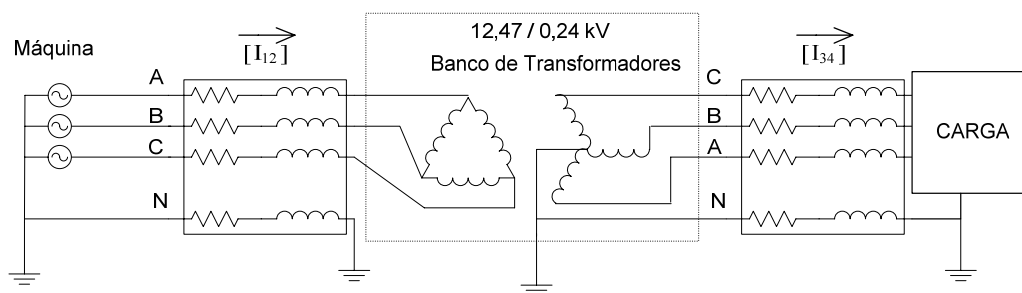 12,47 / 0,24 kV
Banco de Transformadores
Máquina
[I12]
[I34]
A
B
C
N
C
B
A
N
CARGA